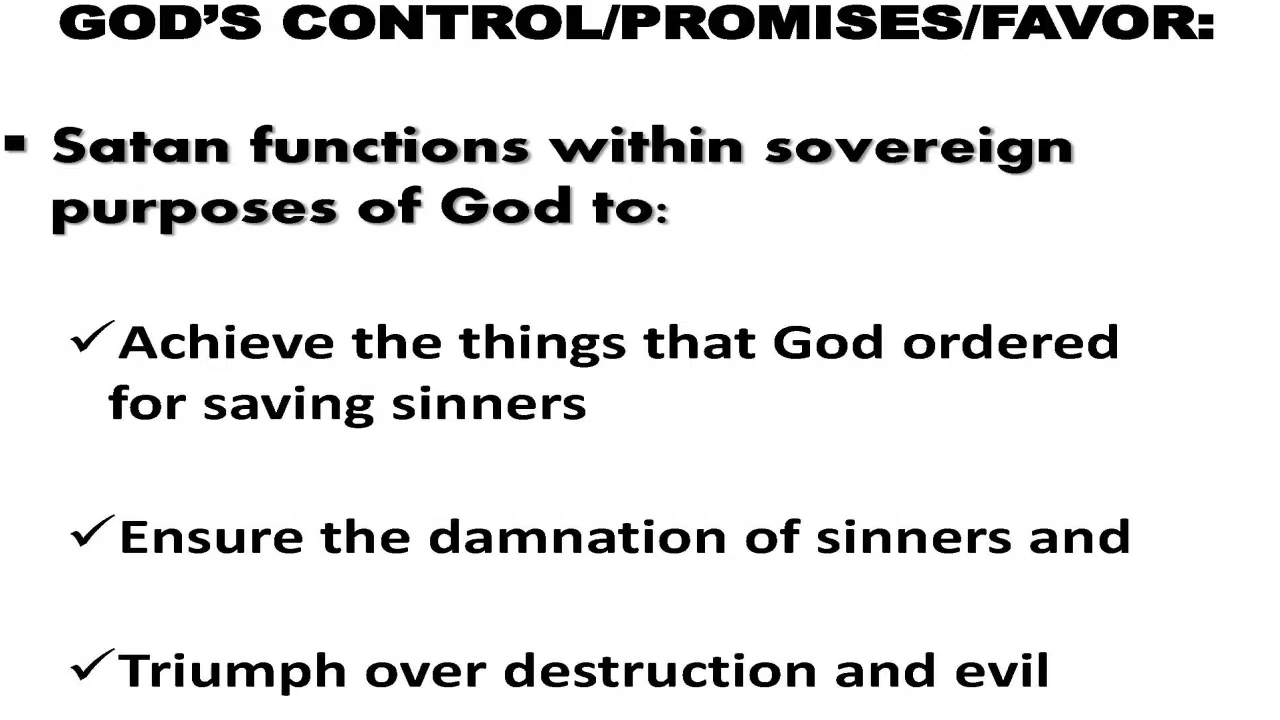 GOD’S CONTROL/PROMISES/FAVOR:
▪ Satan functions within sovereign
purposes of God to:
✓Achieve the things that God ordered
for saving sinners
✓Ensure the damnation of sinners and
✓Triumph over destruction and evil